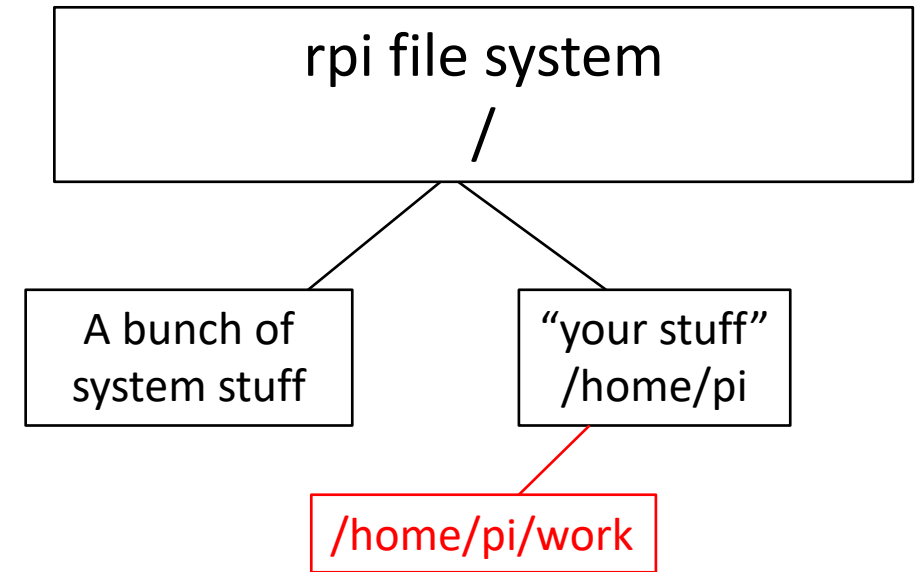 rpi file system
/
A bunch of
system stuff
“your stuff”
/home/pi
/home/pi/work